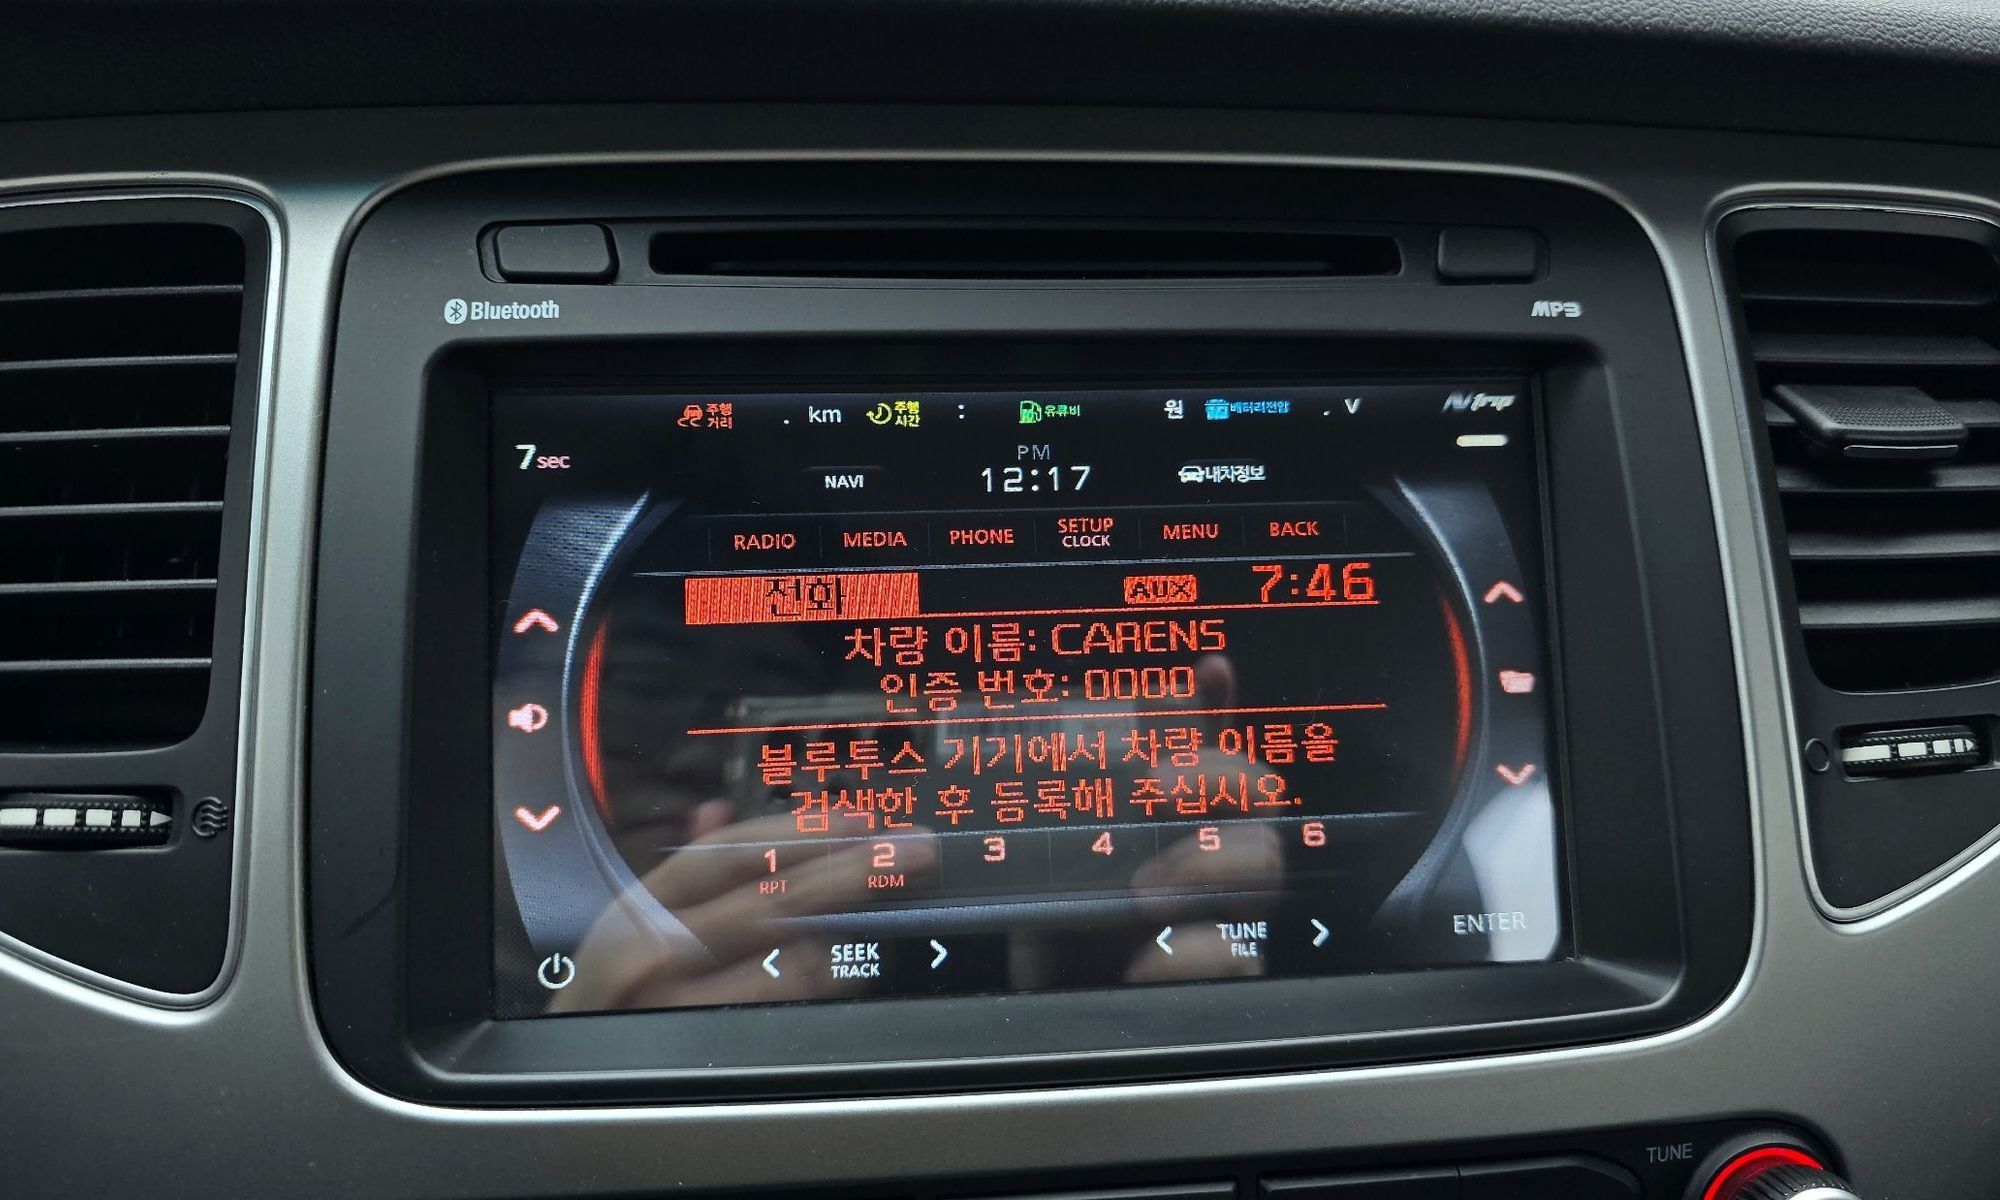 Bluetooth
MP3
주행거리 . km 주행시간 : 유류비 원 배터리전압 . V NTrip
7sec
PM
NAVI 12:17 내차정보
RADIO MEDIA PHONE SETUP CLOCK MENU BACK
전화 AUX 7:46
차량 이름: CARENS
인증 번호: 0000
블루투스 기기에서 차량 이름을
검색한 후 등록해 주십시오.
1 2 3 4 5 6
RPT RDM
< SEEK > < TUNE > ENTER
TRACK FILE
TUNE